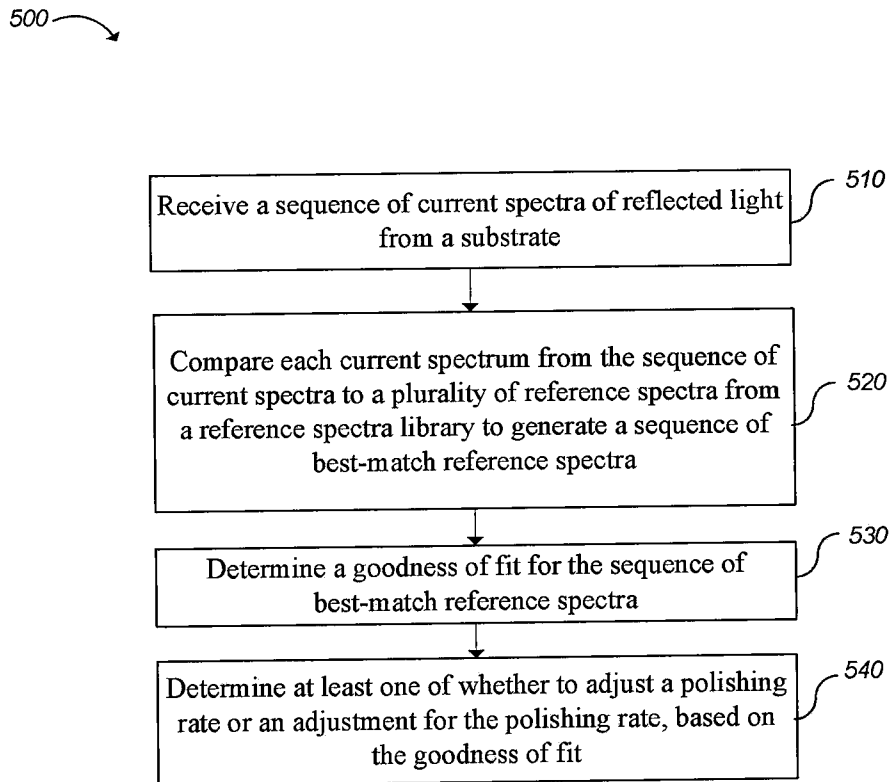 500
Receive a sequence of current spectra of reflected light
from a substrate
510
Compare each current spectrum from the sequence of
current spectra to a plurality of reference spectra from
a reference spectra library to generate a sequence of
best-match reference spectra
520
Determine a goodness of fit for the sequence of
best-match reference spectra
530
Determine at least one of whether to adjust a polishing
rate or an adjustment for the polishing rate, based on
the goodness of fit
540